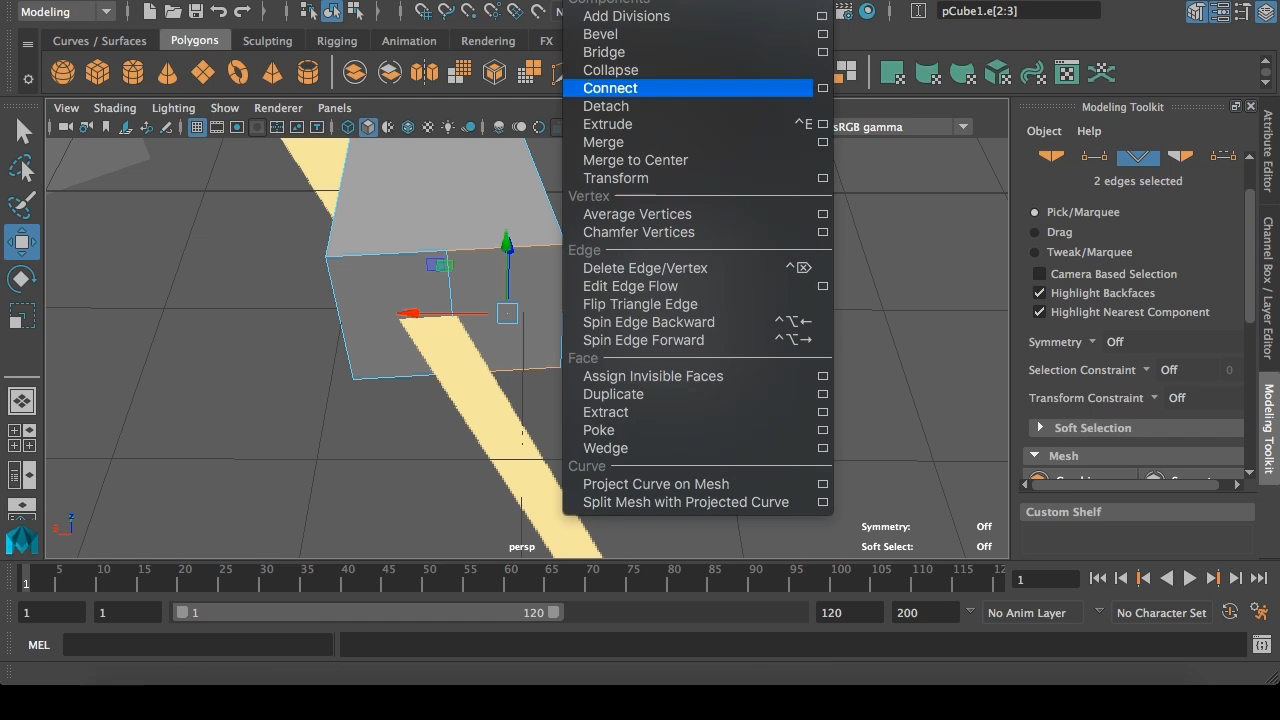 Modeling
N
pCube1.e[2:3]
Components
Add Divisions
Bevel
Bridge
Collapse
Connect
Detach
Extrude ^E
Merge
Merge to Center
Transform
Vertex
Average Vertices
Chamfer Vertices
Edge
Delete Edge/Vertex ^⌦
Edit Edge Flow
Flip Triangle Edge
Spin Edge Backward ^⌥←
Spin Edge Forward ^⌥→
Face
Assign Invisible Faces
Duplicate
Extract
Poke
Wedge
Curve
Project Curve on Mesh
Split Mesh with Projected Curve
Curves / Surfaces Polygons Sculpting Rigging Animation Rendering FX
View Shading Lighting Show Renderer Panels
sRGB gamma
Modeling Toolkit
Object Help
2 edges selected
Pick/Marquee
Drag
Tweak/Marquee
Camera Based Selection
Highlight Backfaces
Highlight Nearest Component
Symmetry Off
Selection Constraint Off 0
Transform Constraint Off
Soft Selection
Mesh
Custom Shelf
Attribute Editor
Channel Box / Layer Editor
Modeling Toolkit
z
persp
Symmetry: Off
Soft Select: Off
1 5 10 15 20 25 30 35 40 45 50 55 60 65 70 75 80 85 90 95 100 105 110 115 12
1
1 1 1 120 120 200 No Anim Layer No Character Set
MEL